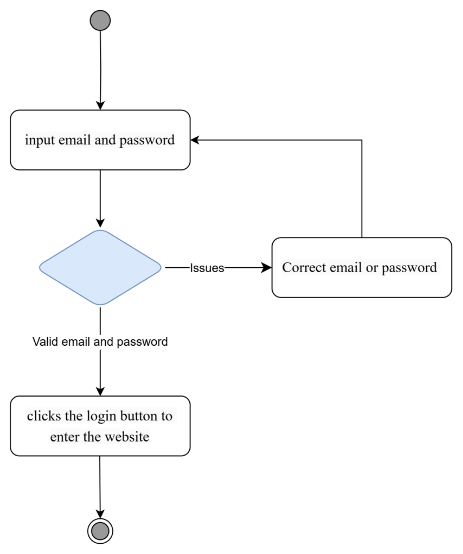 input email and password
Issues
Correct email or password
Valid email and password
clicks the login button to
enter the website